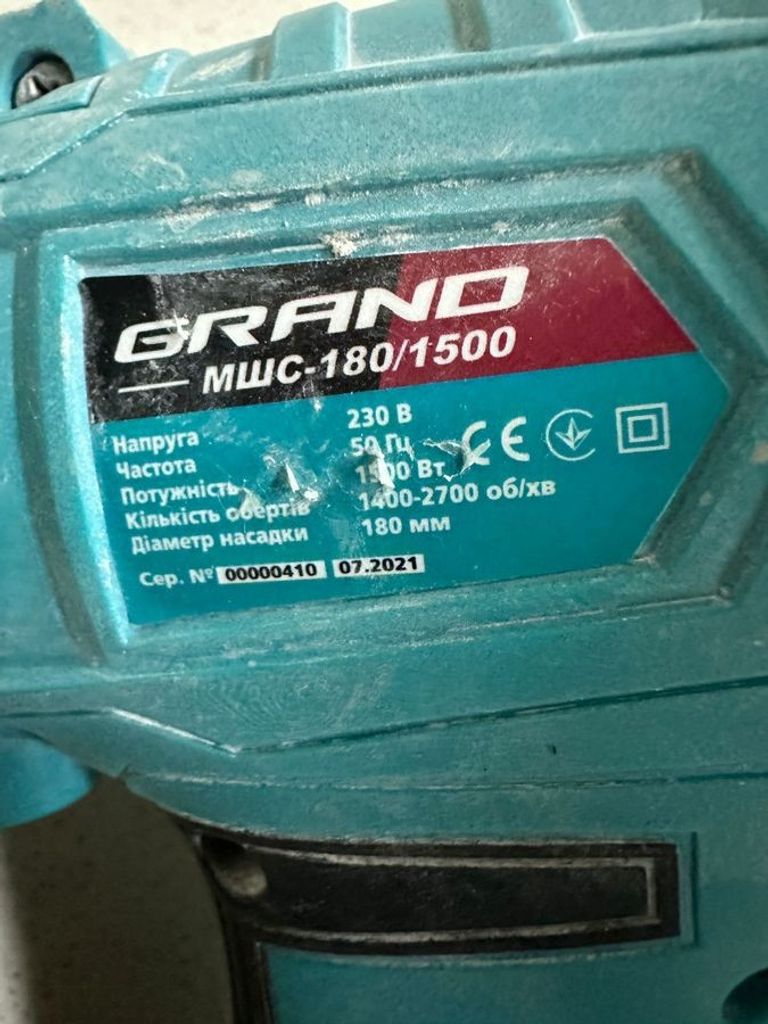 GRAND
МШС-180/1500
Напруга 230 В
Частота 50 Гц
Потужність 1500 Вт
Кількість обертів 1400-2700 об/хв
Діаметр насадки 180 мм
Сер. № 00000410 07.2021
CE